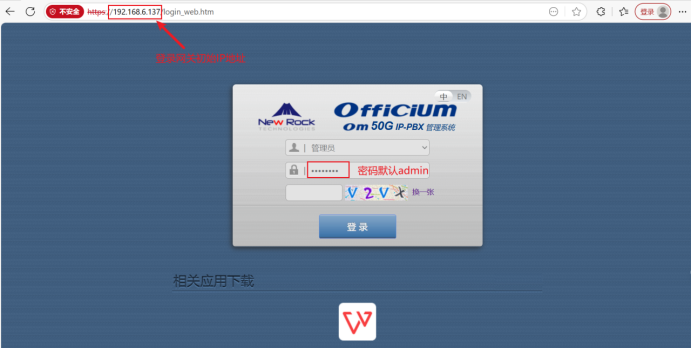 不安全 https://192.168.6.137/login_web.htm 登录
登录网关管理IP地址
中 EN
New Rock
TECHNOLOGIES
Officium
Om 50G IP-PBX 管理系统
管理员
密码默认admin
V2VX 换一张
登录
相关应用下载